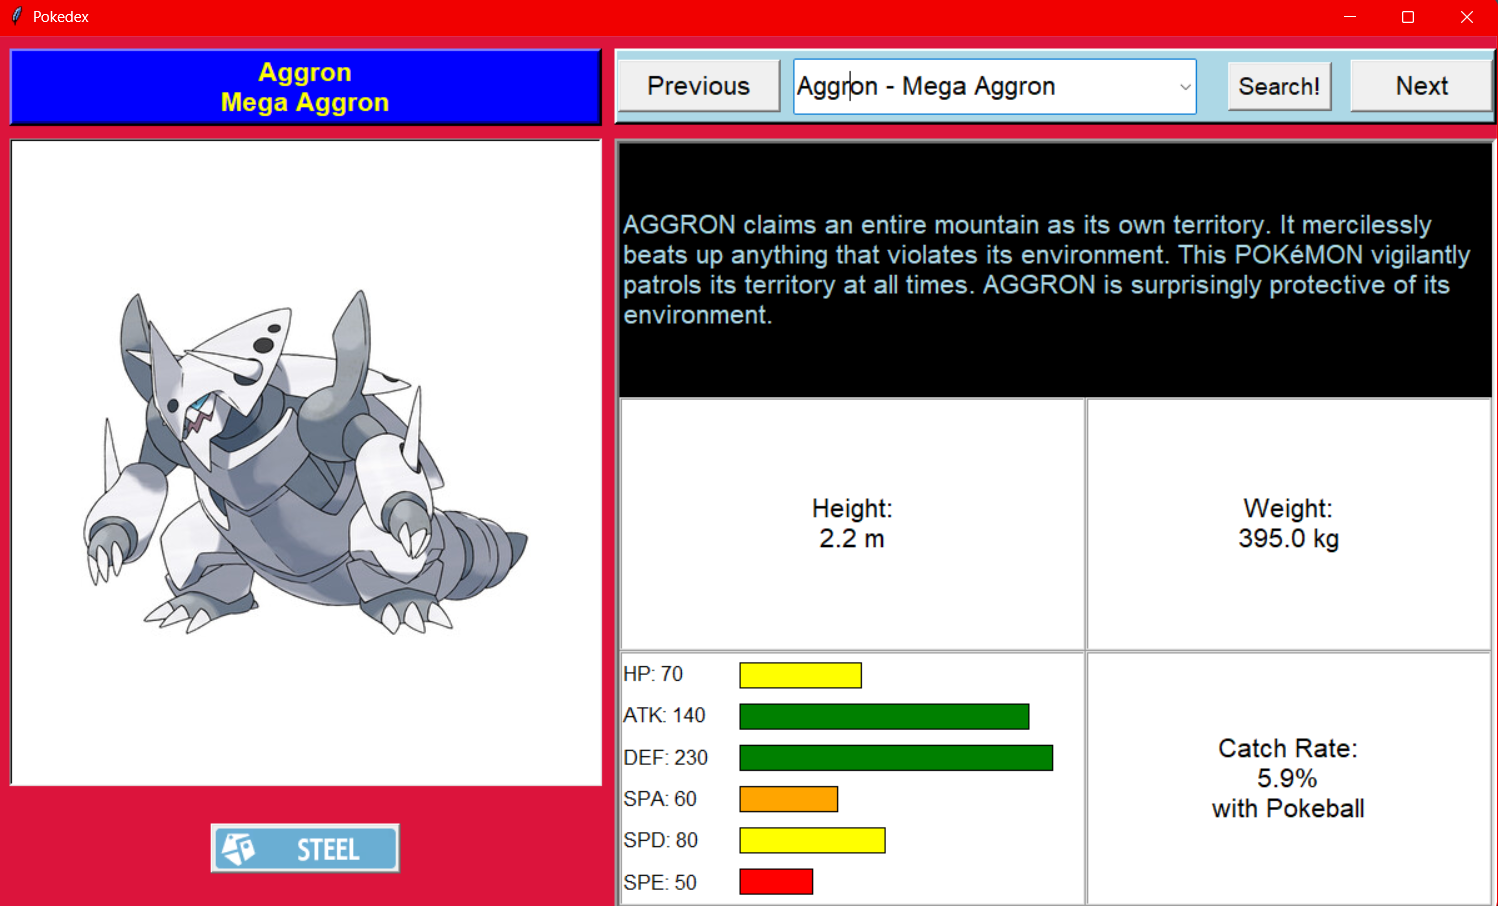 Pokedex
Aggron
Mega Aggron
Previous
Aggron - Mega Aggron
Search!
Next
AGGRON claims an entire mountain as its own territory. It mercilessly
beats up anything that violates its environment. This POKéMON vigilantly
patrols its territory at all times. AGGRON is surprisingly protective of its
environment.
Height:
2.2 m
Weight:
395.0 kg
HP: 70
ATK: 140
DEF: 230
SPA: 60
SPD: 80
SPE: 50
Catch Rate:
5.9%
with Pokeball
STEEL